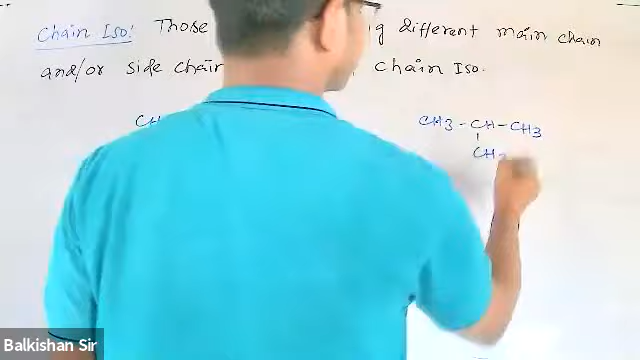 Chain Iso! Those g different main chain
and/or side chain chain Iso.
CH CH3 - CH - CH3
CH3
Balkishan Sir